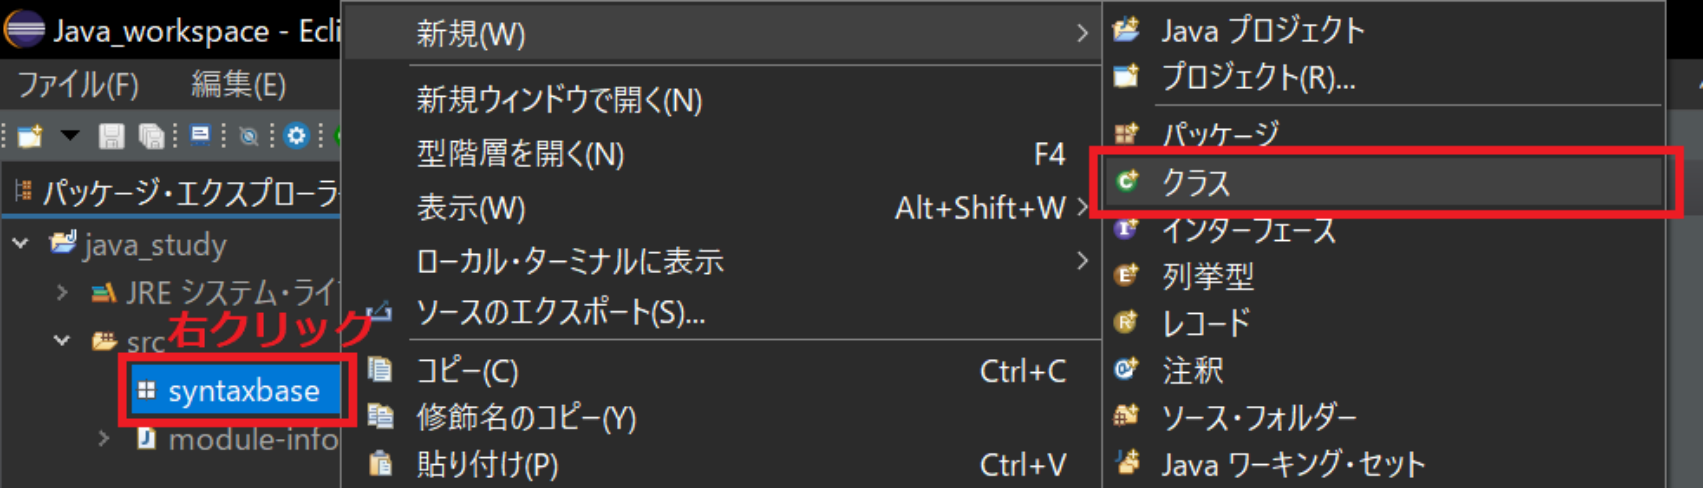 Java_workspace - Ecli
ファイル(F) 編集(E)
パッケージ・エクスプローラー
java_study
JRE システム・ライ
src
右クリック
syntaxbase
module-info
新規(W)
新規ウィンドウで開く(N)
型階層を開く(N) F4
表示(W) Alt+Shift+W
ローカル・ターミナルに表示
ソースのエクスポート(S)...
コピー(C) Ctrl+C
修飾名のコピー(Y)
貼り付け(P) Ctrl+V
Java プロジェクト
プロジェクト(R)...
パッケージ
クラス
インターフェース
列挙型
レコード
注釈
ソース・フォルダー
Java ワーキング・セット